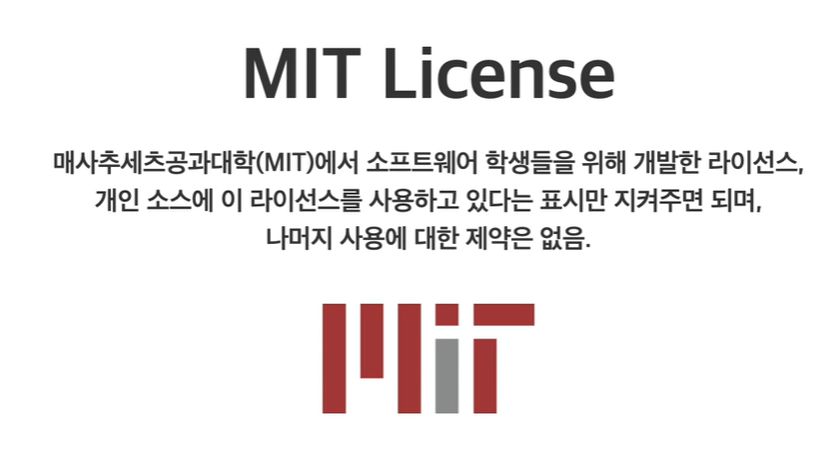 MIT License
매사추세츠공과대학(MIT)에서 소프트웨어 학생들을 위해 개발한 라이선스,
개인 소스에 이 라이선스를 사용하고 있다는 표시만 지켜주면 되며,
나머지 사용에 대한 제약은 없음.
MiT